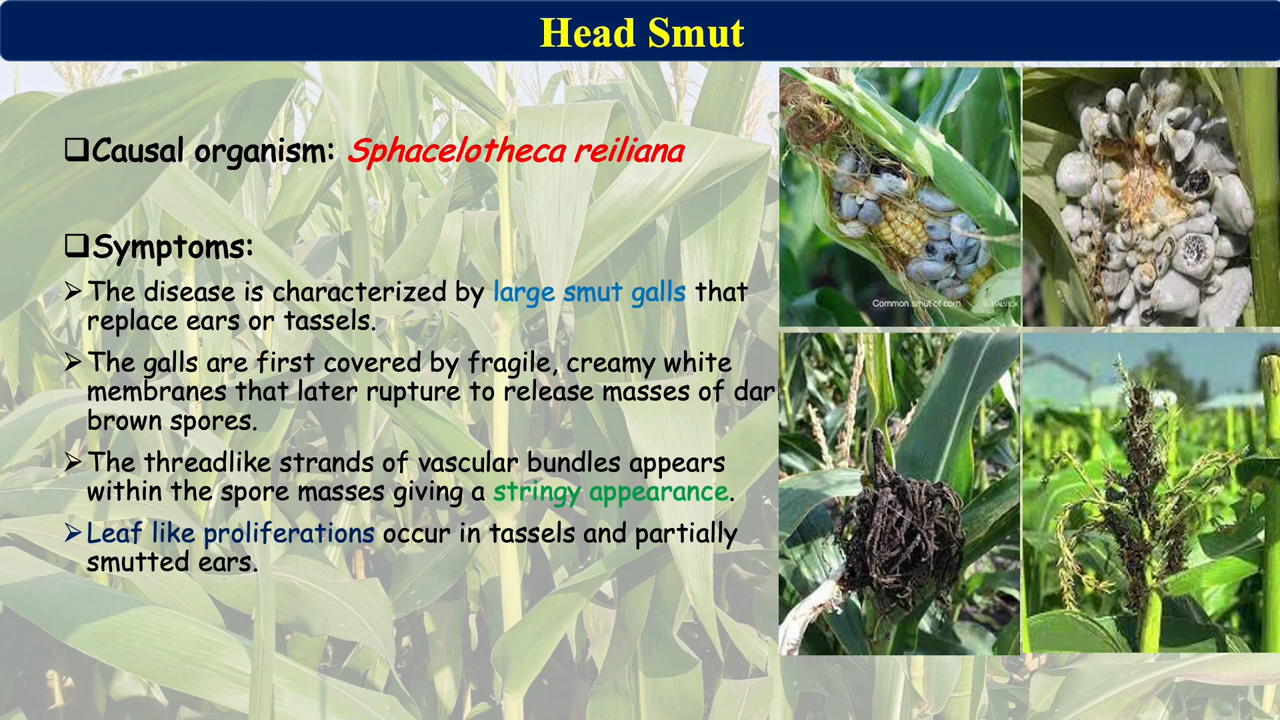 Head Smut
❑Causal organism: Sphacelotheca reiliana
❑Symptoms:
➢The disease is characterized by large smut galls that
replace ears or tassels.
➢The galls are first covered by fragile, creamy white
membranes that later rupture to release masses of dar
brown spores.
➢The threadlike strands of vascular bundles appears
within the spore masses giving a stringy appearance.
➢Leaf like proliferations occur in tassels and partially
smutted ears.
Common smut of corn